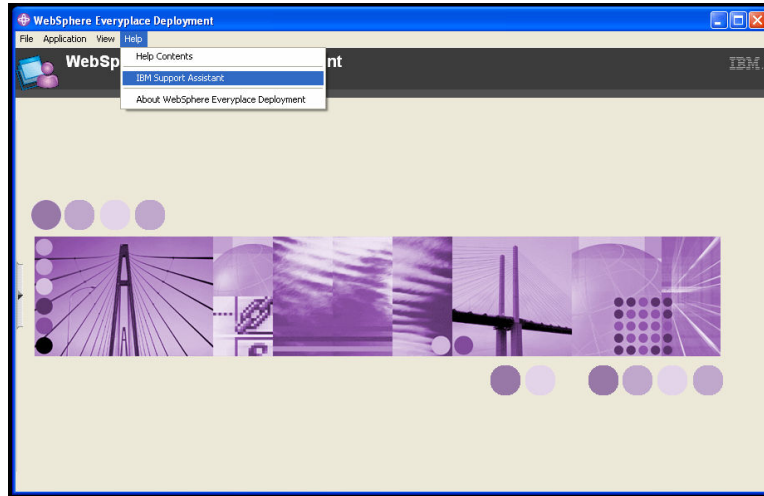 WebSphere Everyplace Deployment
File Application View Help
WebSp nt
IBM.
Help Contents
IBM Support Assistant
About WebSphere Everyplace Deployment